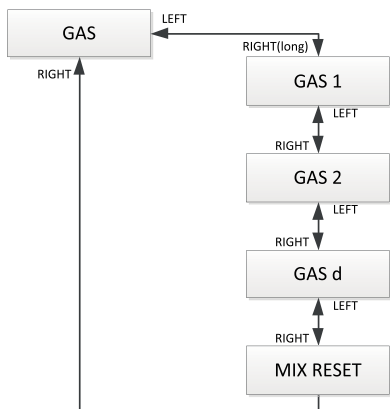 LEFT
GAS
RIGHT(long)
RIGHT
GAS 1
LEFT
RIGHT
GAS 2
LEFT
RIGHT
GAS d
LEFT
RIGHT
MIX RESET